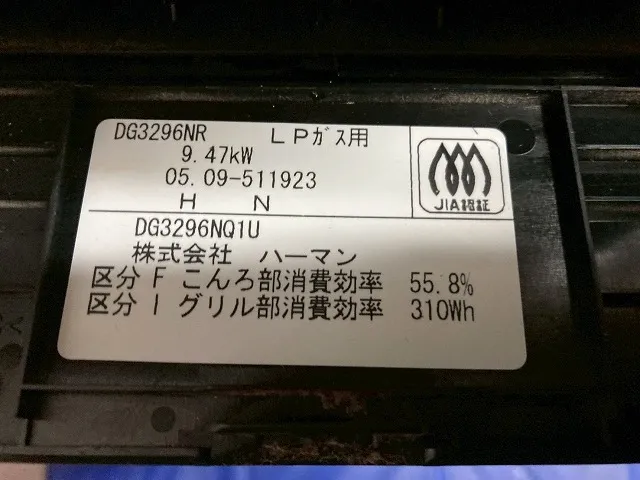 DG3296NR LPガス用
9.47kW
05.09-511923
H N
JIA認証
DG3296NQ1U
株式会社 ハーマン
区分 F こんろ部消費効率 55.8%
区分 I グリル部消費効率 310Wh